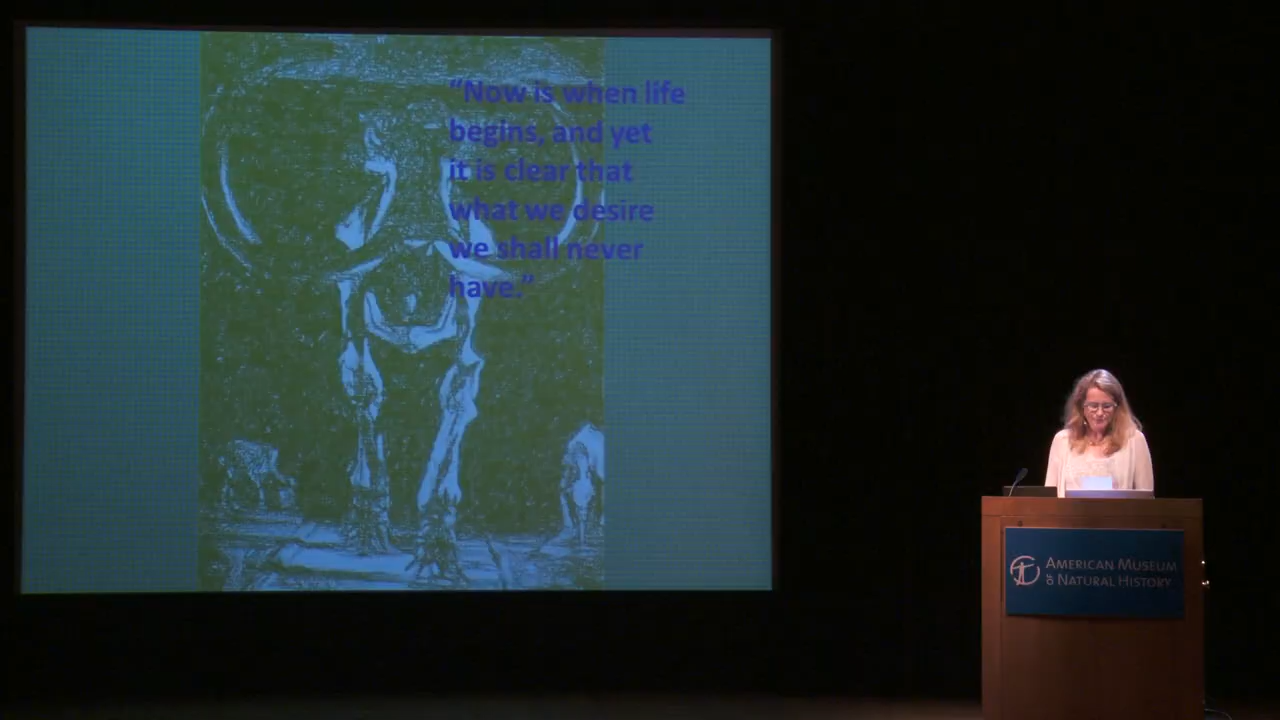 “Now is when life
begins, and yet
it is clear that
what we desire
we shall never
have.”
AMERICAN MUSEUM
OF NATURAL HISTORY